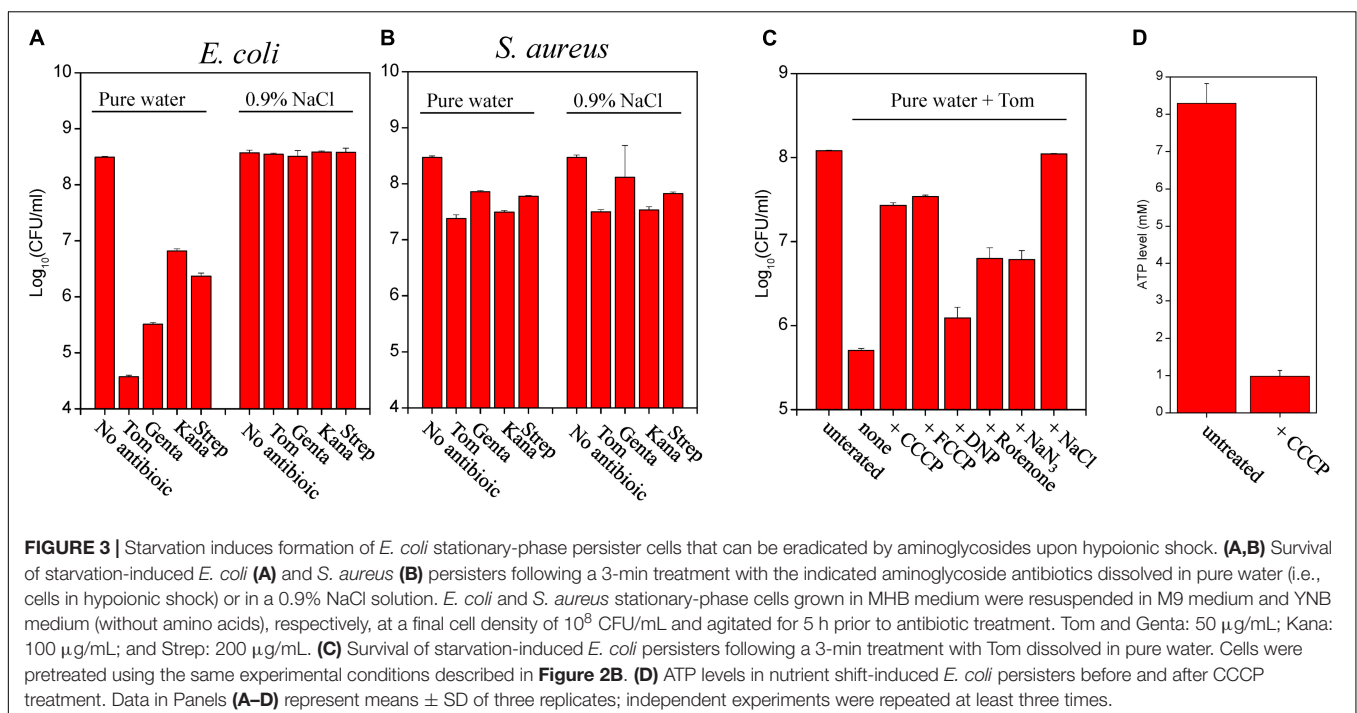 A
E. coli
B
S. aureus
C
D
10
9
8
7
6
5
4
Log10(CFU/ml)
Pure water
0.9% NaCl
No antibioic
Tom
Genta
Kana
Strep
No antibioic
Tom
Genta
Kana
Strep
10
9
8
7
6
5
4
Pure water
0.9% NaCl
No antibioic
Tom
Genta
Kana
Strep
No antibioic
Tom
Genta
Kana
Strep
9
8
7
6
5
Log10(CFU/ml)
Pure water + Tom
unterated
none
+ CCCP
+ FCCP
+ DNP
+ Rotenone
+ NaN3
+ NaCl
9
8
7
6
5
4
3
2
1
0
ATP level (mM)
untreated
+ CCCP
FIGURE 3 | Starvation induces formation of E. coli stationary-phase persister cells that can be eradicated by aminoglycosides upon hypoionic shock. (A,B) Survival
of starvation-induced E. coli (A) and S. aureus (B) persisters following a 3-min treatment with the indicated aminoglycoside antibiotics dissolved in pure water (i.e.,
cells in hypoionic shock) or in a 0.9% NaCl solution. E. coli and S. aureus stationary-phase cells grown in MHB medium were resuspended in M9 medium and YNB
medium (without amino acids), respectively, at a final cell density of 10⁸ CFU/mL and agitated for 5 h prior to antibiotic treatment. Tom and Genta: 50 μg/mL; Kana:
100 μg/mL; and Strep: 200 μg/mL. (C) Survival of starvation-induced E. coli persisters following a 3-min treatment with Tom dissolved in pure water. Cells were
pretreated using the same experimental conditions described in Figure 2B. (D) ATP levels in nutrient shift-induced E. coli persisters before and after CCCP
treatment. Data in Panels (A–D) represent means ± SD of three replicates; independent experiments were repeated at least three times.